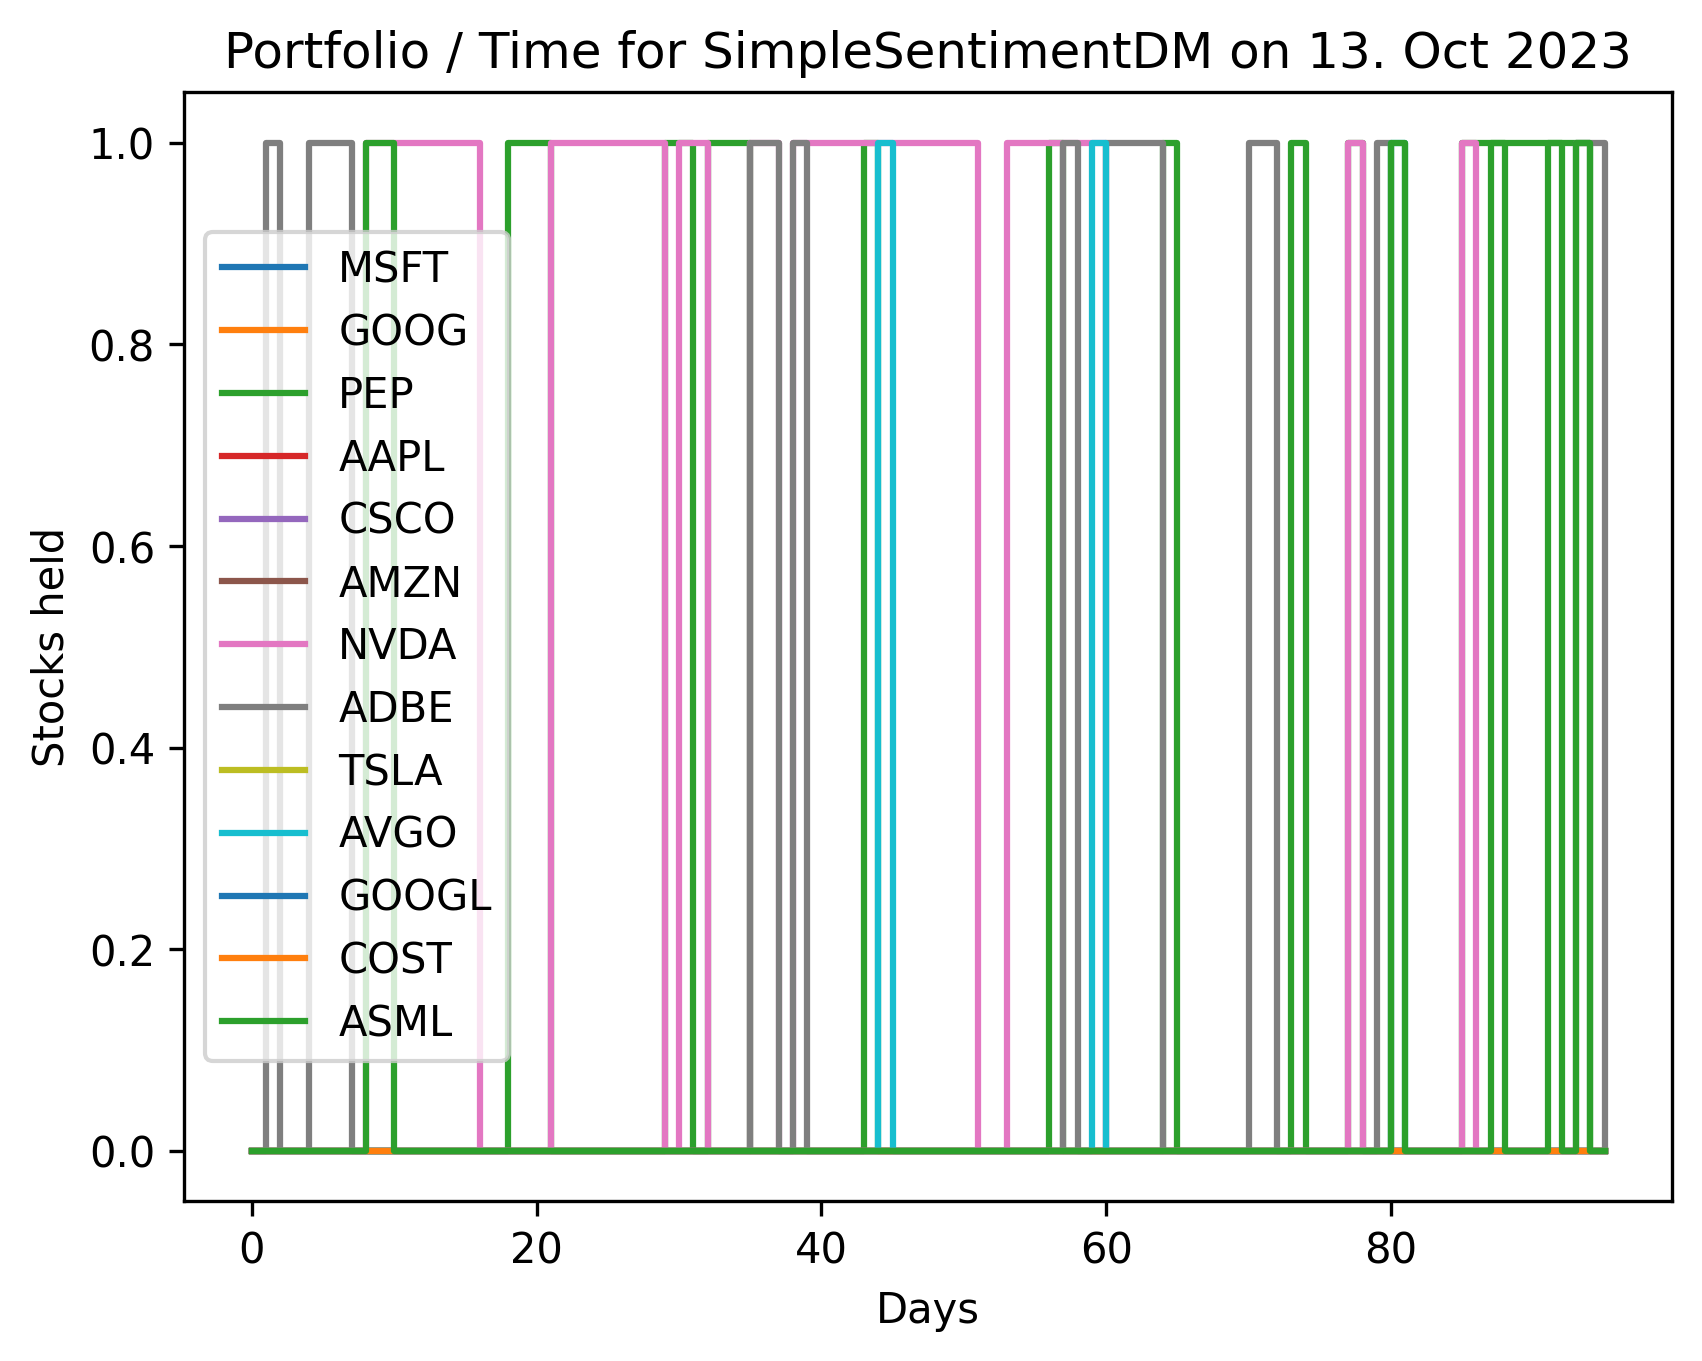 Portfolio / Time for SimpleSentimentDM on 13. Oct 2023
1.0
0.8
0.6
0.4
0.2
0.0
Stocks held
MSFT
GOOG
PEP
AAPL
CSCO
AMZN
NVDA
ADBE
TSLA
AVGO
GOOGL
COST
ASML
0 20 40 60 80
Days